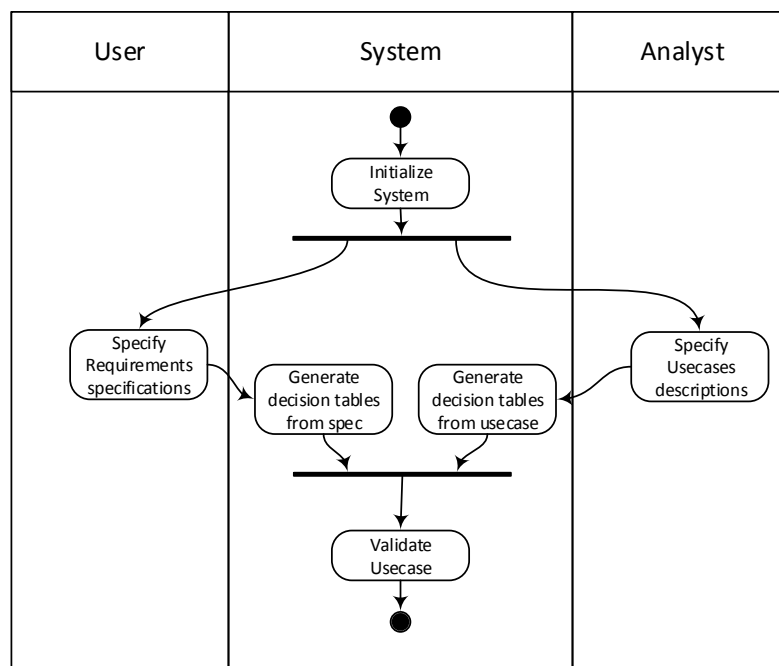 User
System
Analyst
Initialize
System
Specify
Requirements
specifications
Specify
Usecases
descriptions
Generate
decision tables
from spec
Generate
decision tables
from usecase
Validate
Usecase